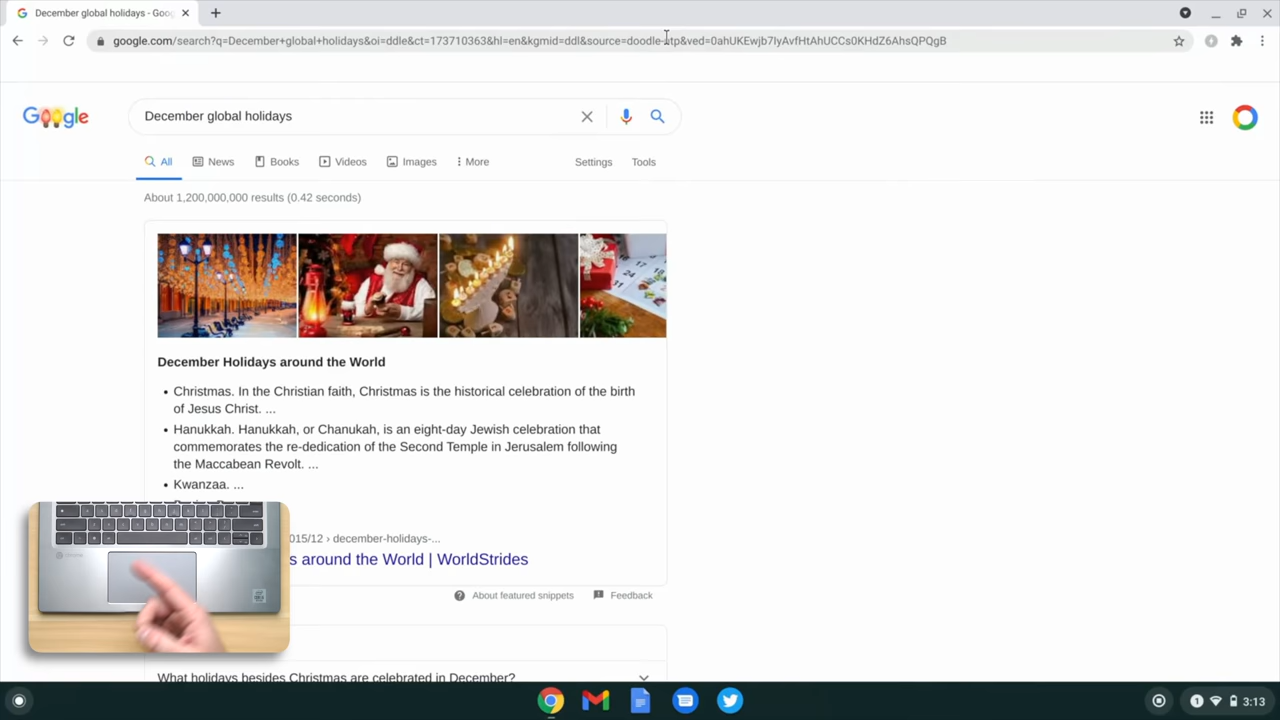 December global holidays - Goo
google.com/search?q=December+global+holidays&oi=ddle&ct=173710363&hl=en&kgmid=ddl&source=doodle-ntp&ved=0ahUKEwjb7IyAvfHtAhUCCs0KHdZ6AhsQPQgB
Google
December global holidays
All News Books Videos Images More Settings Tools
About 1,200,000,000 results (0.42 seconds)
December Holidays around the World
• Christmas. In the Christian faith, Christmas is the historical celebration of the birth
of Jesus Christ. ...
• Hanukkah. Hanukkah, or Chanukah, is an eight-day Jewish celebration that
commemorates the re-dedication of the Second Temple in Jerusalem following
the Maccabean Revolt. ...
• Kwanzaa. ...
015/12 › december-holidays-...
s around the World | WorldStrides
About featured snippets Feedback
What holidays besides Christmas are celebrated in December?
1 3:13